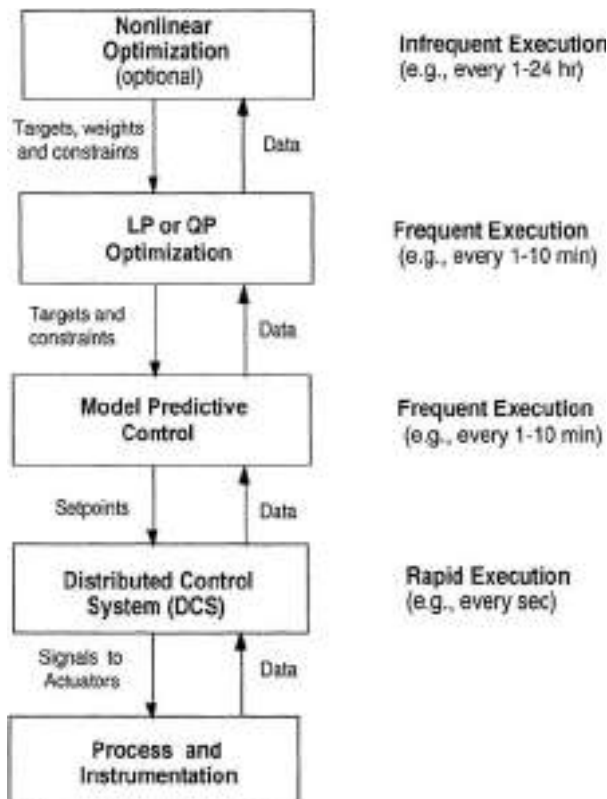 Nonlinear
Optimization
(optional)
Infrequent Execution
(e.g., every 1-24 hr)
Targets, weights
and constraints
Data
LP or QP
Optimization
Frequent Execution
(e.g., every 1-10 min)
Targets and
constraints
Data
Model Predictive
Control
Frequent Execution
(e.g., every 1-10 min)
Setpoints
Data
Distributed Control
System (DCS)
Rapid Execution
(e.g., every sec)
Signals to
Actuators
Data
Process and
Instrumentation